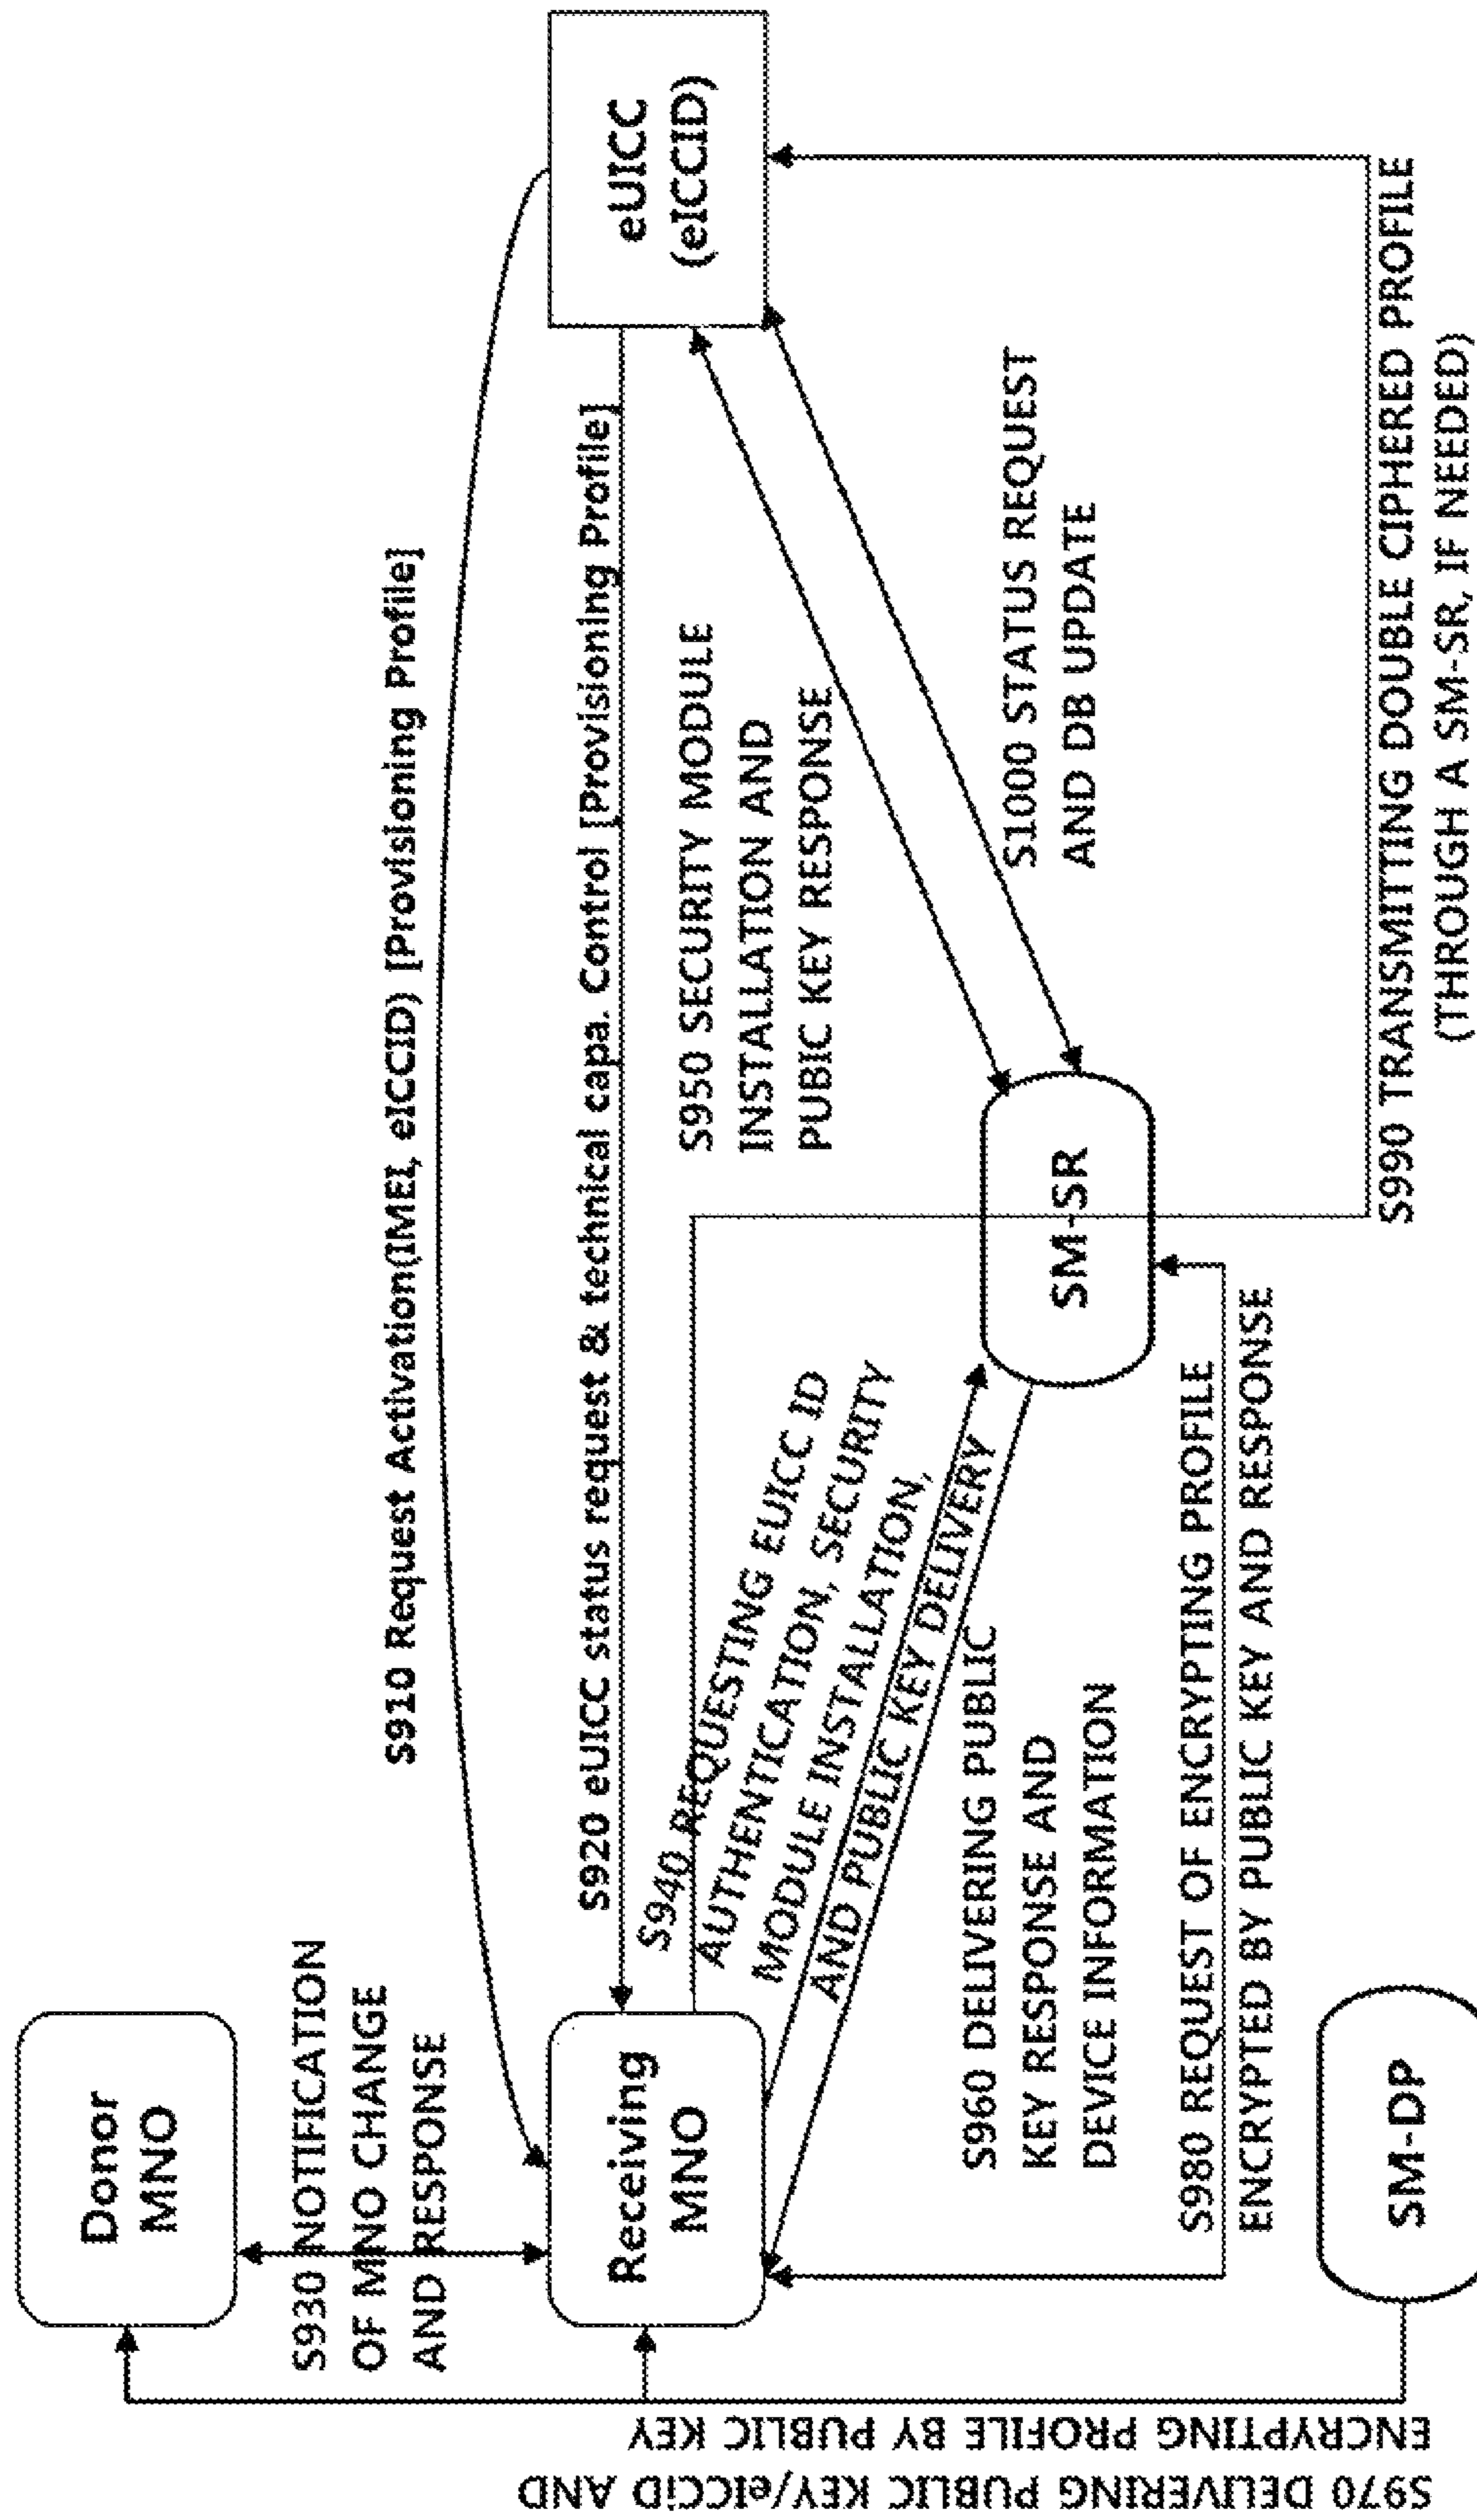 Donor
MNO
S930 NOTIFICATION
OF MNO CHANGE
AND RESPONSE
S910 Request Activation(IMEI, eICCID) [Provisioning Profile]
Receiving
MNO
eUICC
(eICCID)
S920 eUICC status request & technical capa. Control [Provisioning Profile]
S940 REQUESTING EUICC ID
AUTHENTICATION, SECURITY
MODULE INSTALLATION,
AND PUBLIC KEY DELIVERY
S950 SECURITY MODULE
INSTALLATION AND
PUBIC KEY RESPONSE
S960 DELIVERING PUBLIC
KEY RESPONSE AND
DEVICE INFORMATION
SM-SR
S1000 STATUS REQUEST
AND DB UPDATE
S980 REQUEST OF ENCRYPTING PROFILE
ENCRYPTED BY PUBLIC KEY AND RESPONSE
SM-DP
S990 TRANSMITTING DOUBLE CIPHERED PROFILE
(THROUGH A SM-SR, IF NEEDED)
S970 DELIVERING PUBLIC KEY/eICCiD AND
ENCRYPTING PROFILE BY PUBLIC KEY